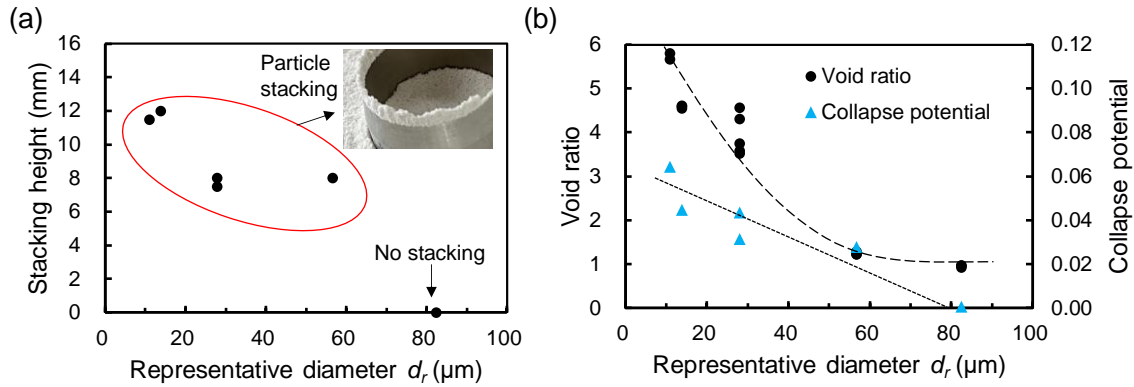 (a)
16
14
12
10
8
6
4
2
0
Stacking height (mm)
Particle
stacking
No stacking
0 20 40 60 80 100
Representative diameter dr (μm)
(b)
6
5
4
3
2
1
0
Void ratio
Void ratio
Collapse potential
0.12
0.10
0.08
0.06
0.04
0.02
0.00
Collapse potential
0 20 40 60 80 100
Representative diameter dr (μm)